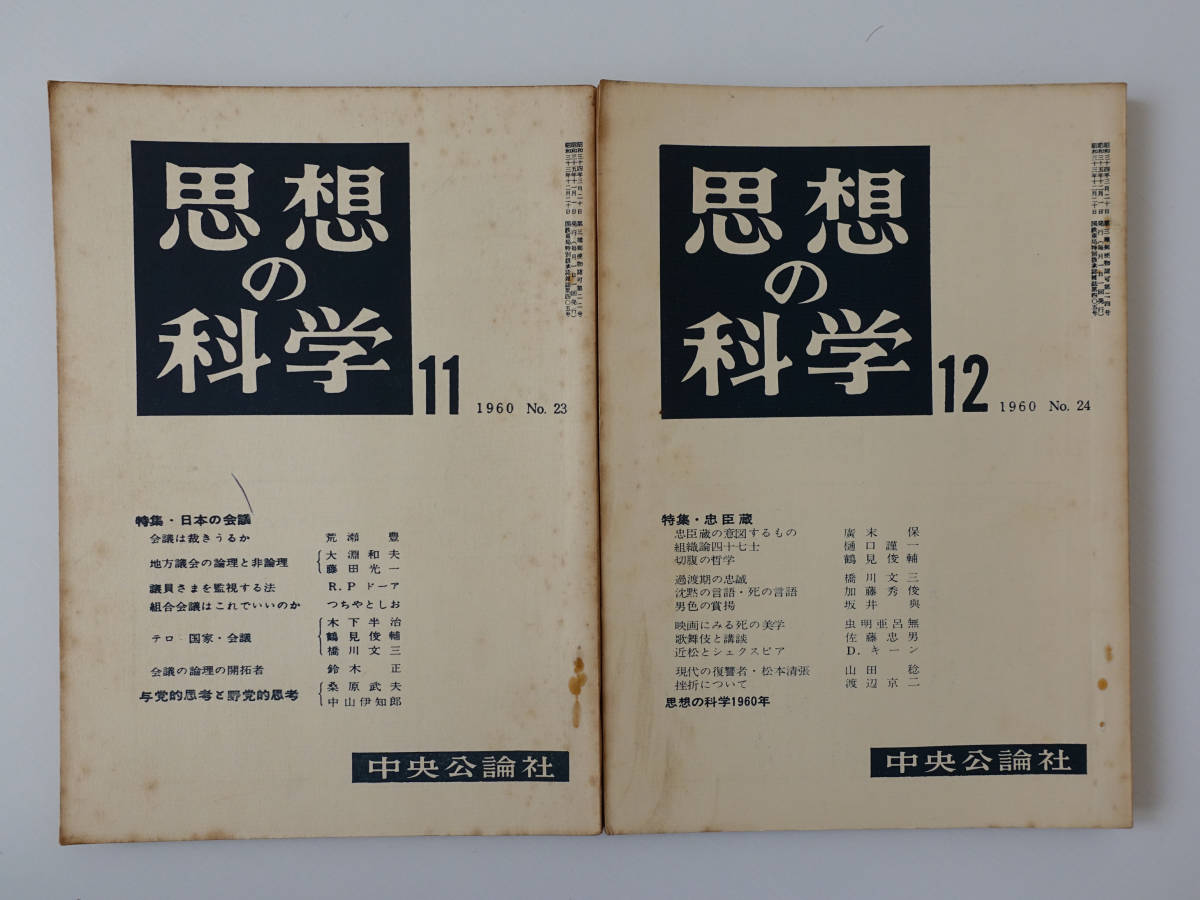 思想
の
科学
11
1960 No. 23
特集・日本の会議
会議は裁きうるか 荒瀬豊
地方議会の論理と非論理 大淵和夫
藤田光一
議員さまを監視する法 R.P ドーア
組合会議はこれでいいのか つちやとしお
テロ・国家・会議 木下半治
鶴見俊輔
橋川文三
会議の論理の開拓者 鈴木正
与党的思考と野党的思考 桑原武夫
中山伊知郎
中央公論社
思想
の
科学
12
1960 No. 24
特集・忠臣蔵
忠臣蔵の意図するもの 廣末保
組織論四十七士 樋口謹一
切腹の哲学 鶴見俊輔
過渡期の忠誠 橋川文三
沈黙の言語・死の言語 加藤秀俊
男色の賞揚 坂井與
映画にみる死の美学 虫明亜呂無
歌舞伎と講談 佐藤忠男
近松とシェクスピア D. キーン
現代の復讐者・松本清張 山田稔
挫折について 渡辺京二
思想の科学1960年
中央公論社